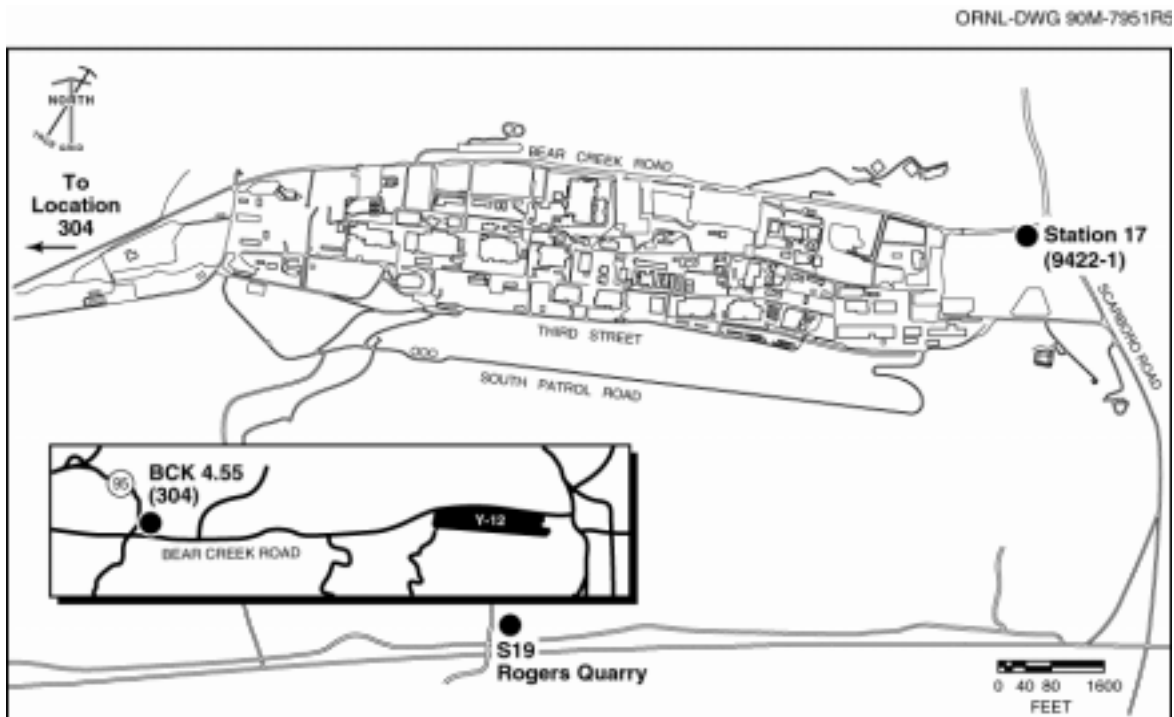 ORNL-DWG 90M-7951R5
NORTH
TRUE
GRID
To
Location
304
BEAR CREEK ROAD
Station 17
(9422-1)
SCARBORO ROAD
THIRD STREET
SOUTH PATROL ROAD
95
BCK 4.55
(304)
Y-12
BEAR CREEK ROAD
S19
Rogers Quarry
0 40 80 1600
FEET